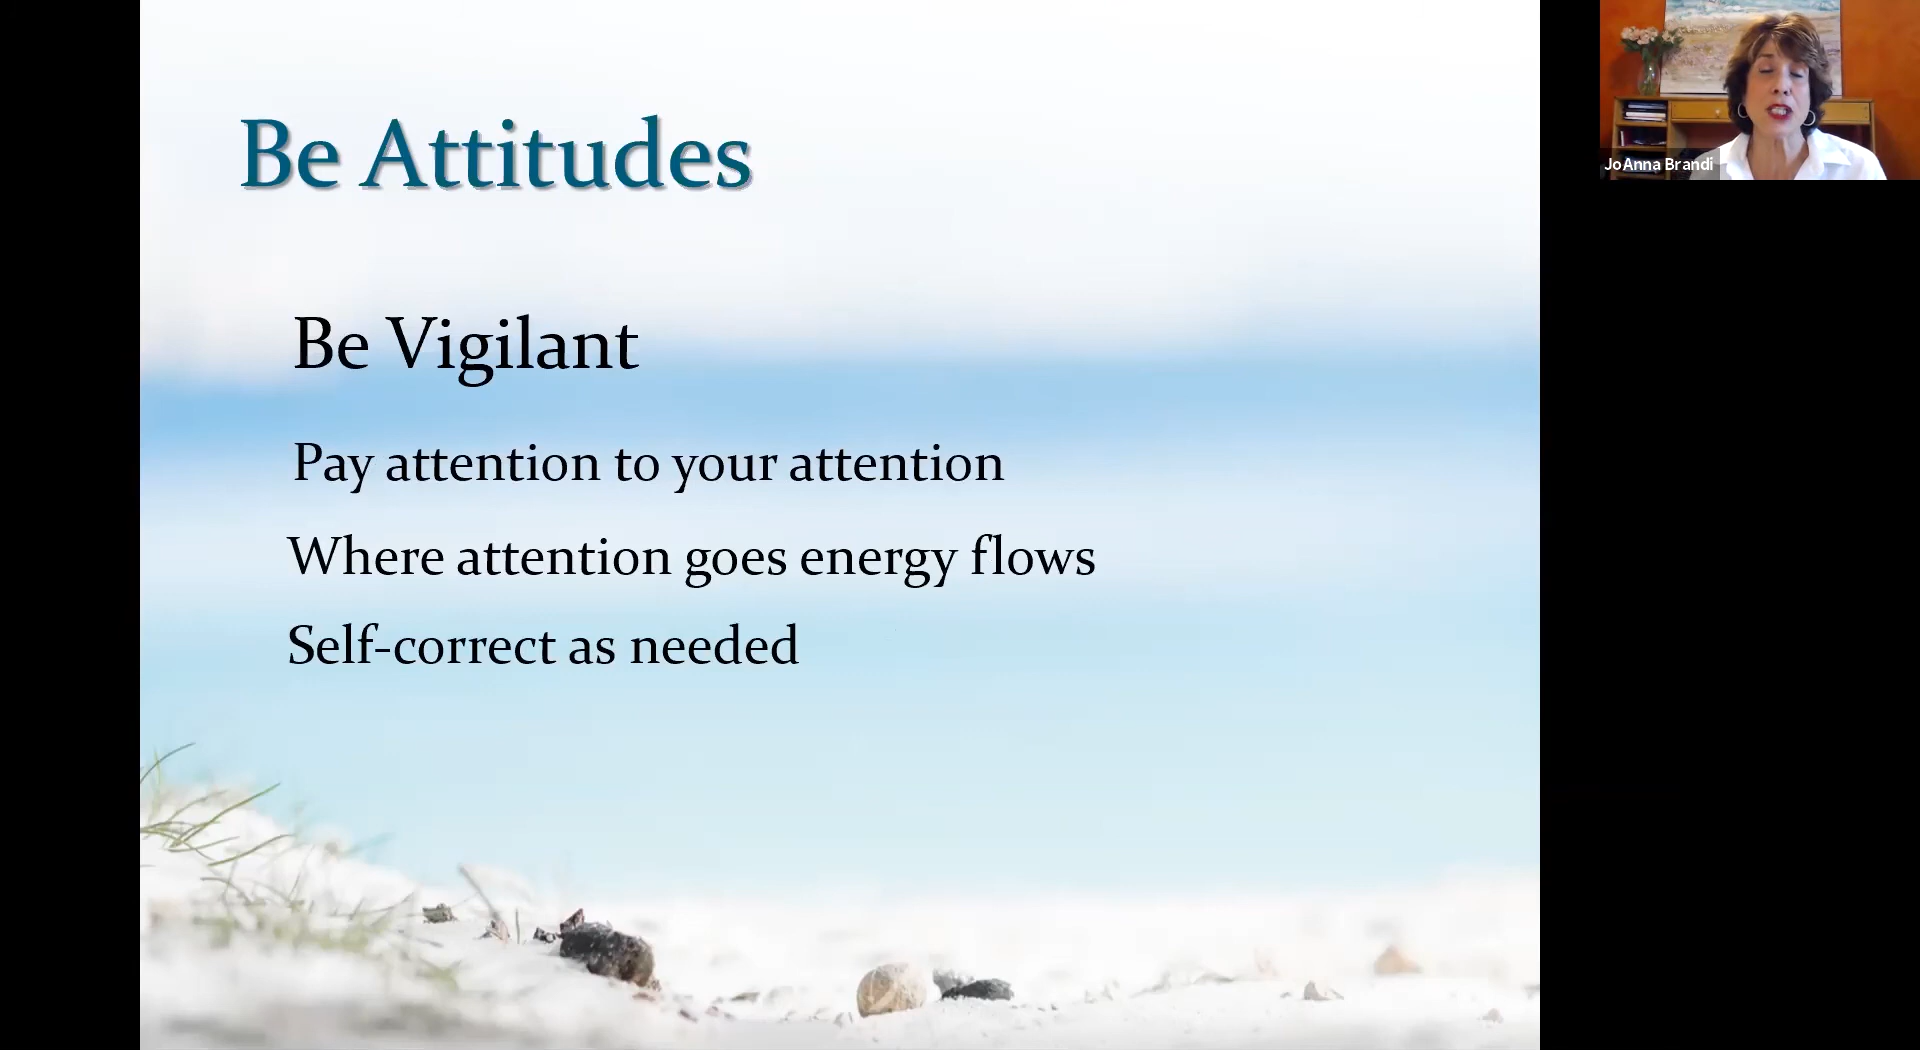 Be Attitudes
Be Vigilant
Pay attention to your attention
Where attention goes energy flows
Self-correct as needed
JoAnna Brandi